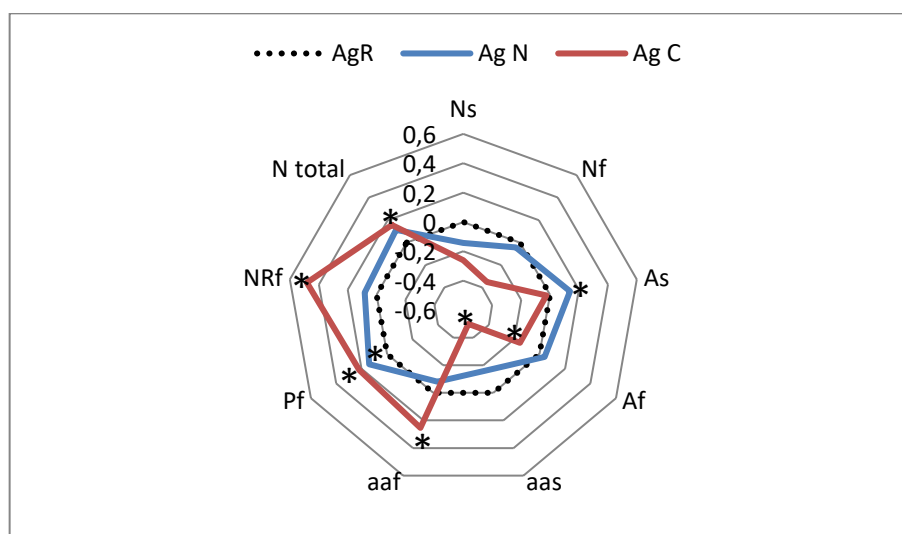 AgR Ag N Ag C
Ns
0,6
N total
0,4
Nf
0,2
0
*
-0,2
NRf
*
As
*
-0,4
-0,6
*
*
*
Pf
*
Af
*
aaf
aas